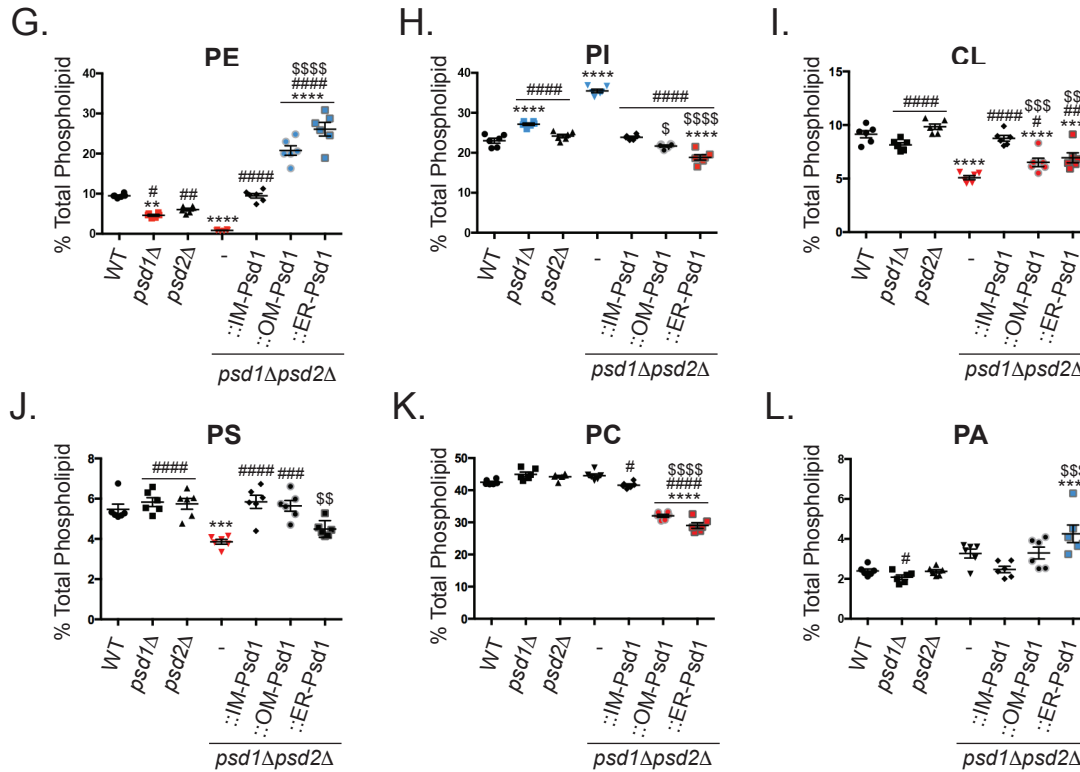 G.
PE
% Total Phospholipid
40
30
20
10
0
#
**
##
****
####
$$$$
####
****
WT
psd1Δ
psd2Δ
-
::IM-Psd1
::OM-Psd1
::ER-Psd1
psd1Δpsd2Δ
H.
PI
% Total Phospholipid
40
30
20
10
0
####
****
****
####
$
$$$$
****
WT
psd1Δ
psd2Δ
-
::IM-Psd1
::OM-Psd1
::ER-Psd1
psd1Δpsd2Δ
I.
CL
% Total Phospholipid
15
10
5
0
####
****
####
$$$
#
****
$$
##
***
WT
psd1Δ
psd2Δ
-
::IM-Psd1
::OM-Psd1
::ER-Psd1
psd1Δpsd2Δ
J.
PS
% Total Phospholipid
8
6
4
2
0
####
***
####
###
$$
WT
psd1Δ
psd2Δ
-
::IM-Psd1
::OM-Psd1
::ER-Psd1
psd1Δpsd2Δ
K.
PC
% Total Phospholipid
50
40
30
20
10
0
#
$$$$
####
****
WT
psd1Δ
psd2Δ
-
::IM-Psd1
::OM-Psd1
::ER-Psd1
psd1Δpsd2Δ
L.
PA
% Total Phospholipid
8
6
4
2
0
#
$$$
****
WT
psd1Δ
psd2Δ
-
::IM-Psd1
::OM-Psd1
::ER-Psd1
psd1Δpsd2Δ